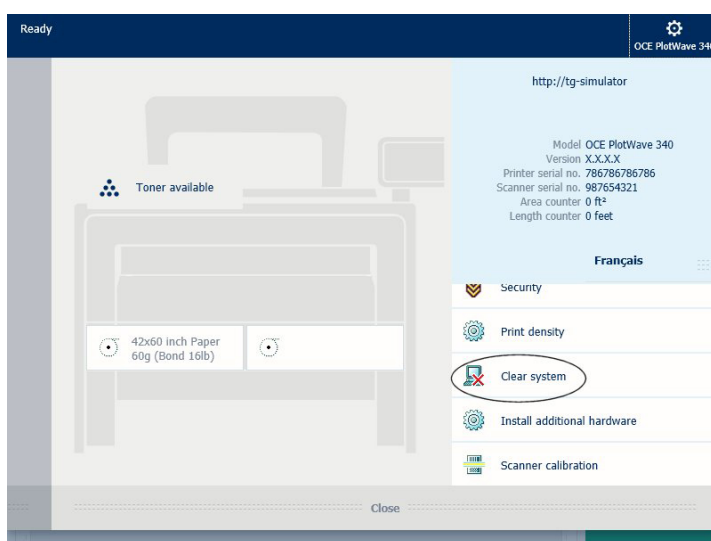 Ready
OCE PlotWave 340
http://tg-simulator
Model OCE PlotWave 340
Version X.X.X.X
Printer serial no. 786786786786
Scanner serial no. 987654321
Area counter 0 ft²
Length counter 0 feet
Français
Toner available
42x60 inch Paper
60g (Bond 16lb)
Security
Print density
Clear system
Install additional hardware
Scanner calibration
Close